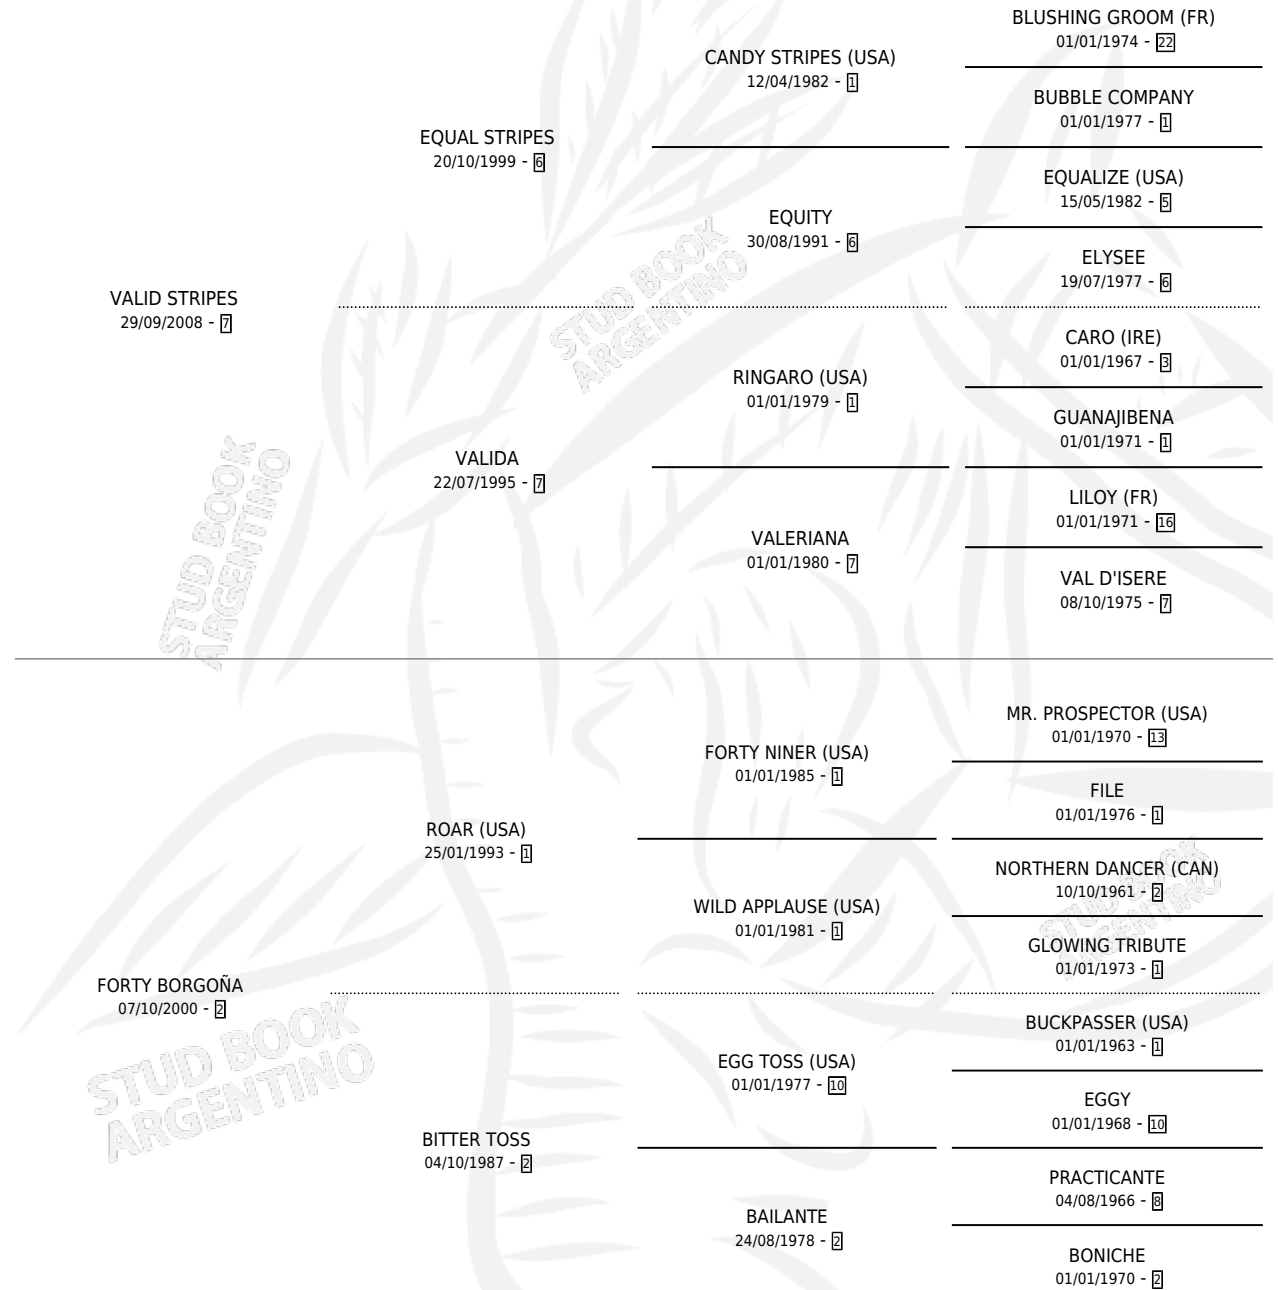 BLUSHING GROOM (FR)
01/01/1974 - 22
CANDY STRIPES (USA)
12/04/1982 - 1
BUBBLE COMPANY
01/01/1977 - 1
EQUAL STRIPES
20/10/1999 - 6
EQUALIZE (USA)
15/05/1982 - 5
EQUITY
30/08/1991 - 6
ELYSEE
19/07/1977 - 6
VALID STRIPES
29/09/2008 - 7
CARO (IRE)
01/01/1967 - 3
RINGARO (USA)
01/01/1979 - 1
GUANAJIBENA
01/01/1971 - 1
VALIDA
22/07/1995 - 7
LILOY (FR)
01/01/1971 - 16
VALERIANA
01/01/1980 - 7
VAL D'ISERE
08/10/1975 - 7
MR. PROSPECTOR (USA)
01/01/1970 - 13
FORTY NINER (USA)
01/01/1985 - 1
FILE
01/01/1976 - 1
ROAR (USA)
25/01/1993 - 1
NORTHERN DANCER (CAN)
10/10/1961 - 2
WILD APPLAUSE (USA)
01/01/1981 - 1
GLOWING TRIBUTE
01/01/1973 - 1
FORTY BORGOÑA
07/10/2000 - 2
BUCKPASSER (USA)
01/01/1963 - 1
EGG TOSS (USA)
01/01/1977 - 10
EGGY
01/01/1968 - 10
BITTER TOSS
04/10/1987 - 2
PRACTICANTE
04/08/1966 - 8
BAILANTE
24/08/1978 - 2
BONICHE
01/01/1970 - 2
STUD BOOK
ARGENTINO
STUD BOOK
ARGENTINO
STUD BOOK
ARGENTINO
STUD BOOK
ARGENTINO